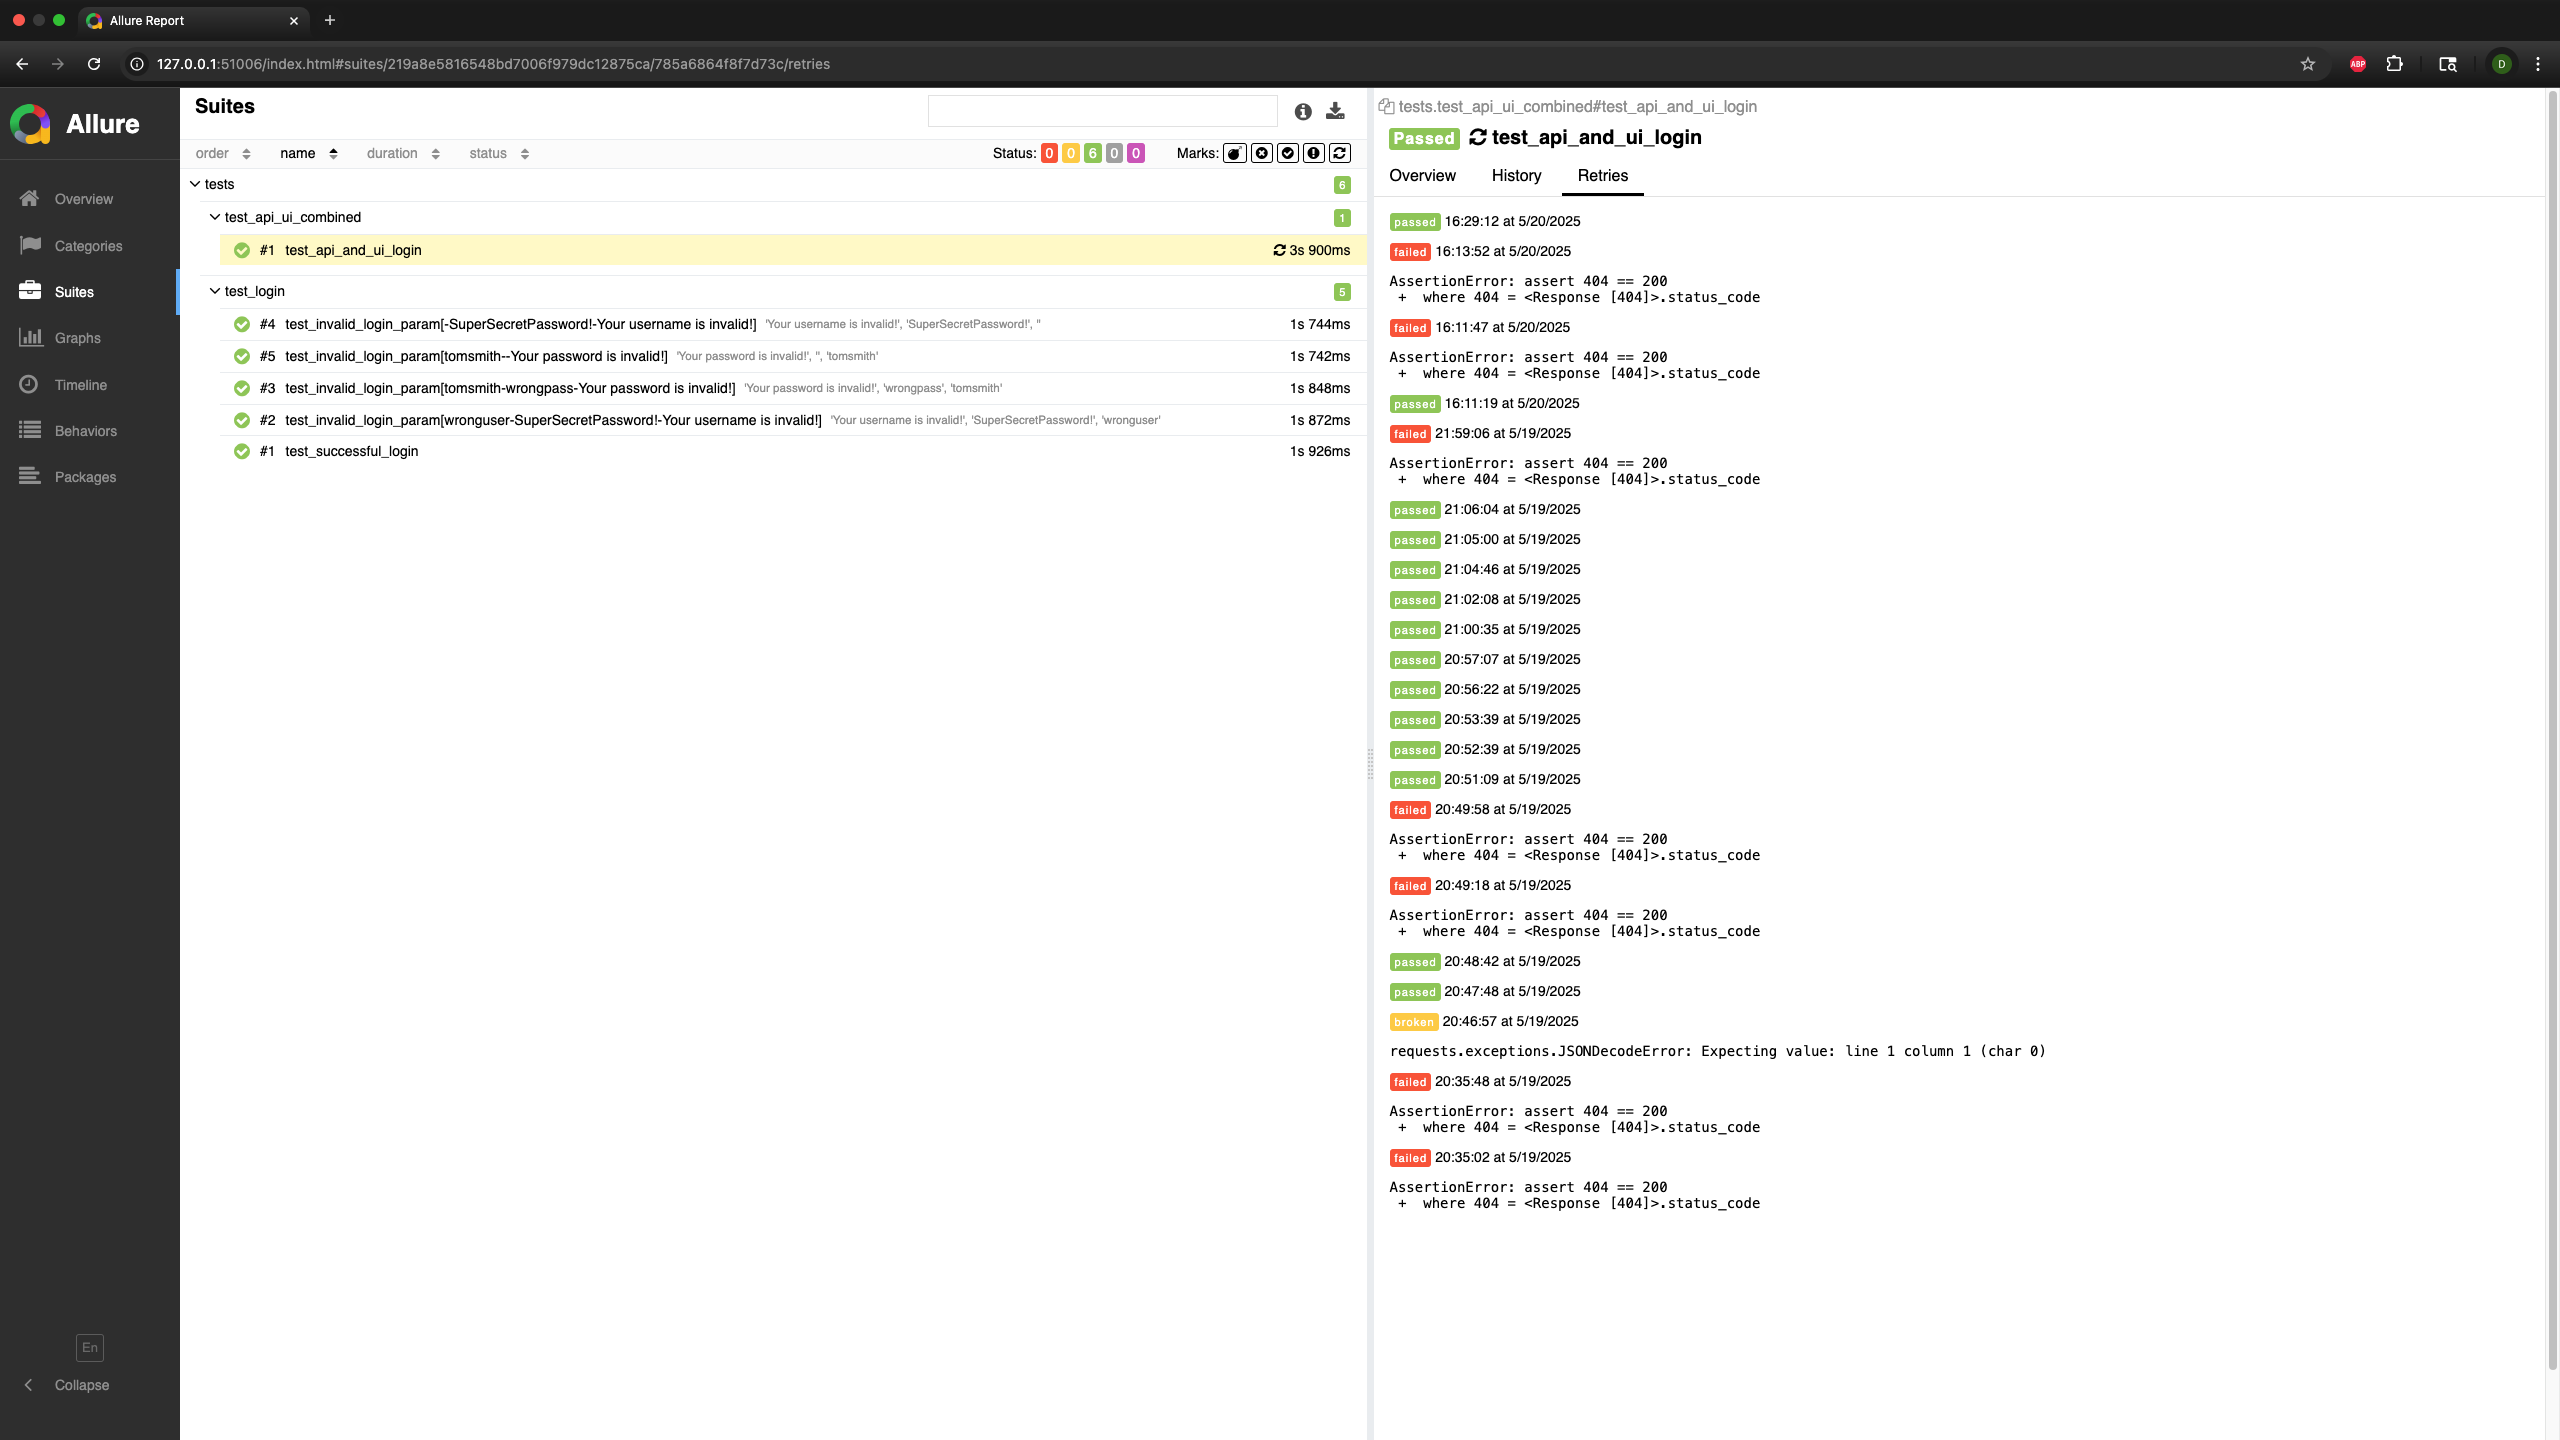 Allure Report
127.0.0.1:51006/index.html#suites/219a8e5816548bd7006f979dc12875ca/785a6864f8f7d73c/retries
ABP
D
Allure
Overview
Categories
Suites
Graphs
Timeline
Behaviors
Packages
En
Collapse
Suites
order name duration status Status: 0 0 6 0 0 Marks:
tests 6
test_api_ui_combined 1
#1 test_api_and_ui_login 3s 900ms
test_login 5
#4 test_invalid_login_param[-SuperSecretPassword!-Your username is invalid!] 'Your username is invalid!', 'SuperSecretPassword!', '' 1s 744ms
#5 test_invalid_login_param[tomsmith--Your password is invalid!] 'Your password is invalid!', '', 'tomsmith' 1s 742ms
#3 test_invalid_login_param[tomsmith-wrongpass-Your password is invalid!] 'Your password is invalid!', 'wrongpass', 'tomsmith' 1s 848ms
#2 test_invalid_login_param[wronguser-SuperSecretPassword!-Your username is invalid!] 'Your username is invalid!', 'SuperSecretPassword!', 'wronguser' 1s 872ms
#1 test_successful_login 1s 926ms
tests.test_api_ui_combined#test_api_and_ui_login
Passed test_api_and_ui_login
Overview History Retries
passed 16:29:12 at 5/20/2025
failed 16:13:52 at 5/20/2025
AssertionError: assert 404 == 200
+ where 404 = <Response [404]>.status_code
failed 16:11:47 at 5/20/2025
AssertionError: assert 404 == 200
+ where 404 = <Response [404]>.status_code
passed 16:11:19 at 5/20/2025
failed 21:59:06 at 5/19/2025
AssertionError: assert 404 == 200
+ where 404 = <Response [404]>.status_code
passed 21:06:04 at 5/19/2025
passed 21:05:00 at 5/19/2025
passed 21:04:46 at 5/19/2025
passed 21:02:08 at 5/19/2025
passed 21:00:35 at 5/19/2025
passed 20:57:07 at 5/19/2025
passed 20:56:22 at 5/19/2025
passed 20:53:39 at 5/19/2025
passed 20:52:39 at 5/19/2025
passed 20:51:09 at 5/19/2025
failed 20:49:58 at 5/19/2025
AssertionError: assert 404 == 200
+ where 404 = <Response [404]>.status_code
failed 20:49:18 at 5/19/2025
AssertionError: assert 404 == 200
+ where 404 = <Response [404]>.status_code
passed 20:48:42 at 5/19/2025
passed 20:47:48 at 5/19/2025
broken 20:46:57 at 5/19/2025
requests.exceptions.JSONDecodeError: Expecting value: line 1 column 1 (char 0)
failed 20:35:48 at 5/19/2025
AssertionError: assert 404 == 200
+ where 404 = <Response [404]>.status_code
failed 20:35:02 at 5/19/2025
AssertionError: assert 404 == 200
+ where 404 = <Response [404]>.status_code